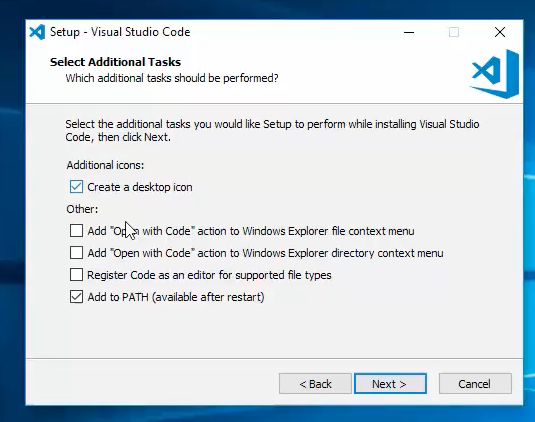 Setup - Visual Studio Code
Select Additional Tasks
Which additional tasks should be performed?
Select the additional tasks you would like Setup to perform while installing Visual Studio
Code, then click Next.
Additional icons:
Create a desktop icon
Other:
Add "Open with Code" action to Windows Explorer file context menu
Add "Open with Code" action to Windows Explorer directory context menu
Register Code as an editor for supported file types
Add to PATH (available after restart)
< Back Next > Cancel